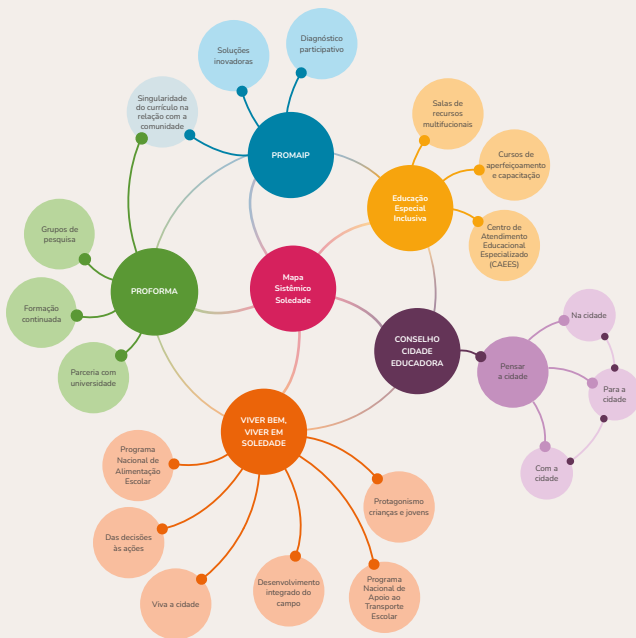 Diagnóstico
participativo
Soluções
inovadoras
Singularidade
do currículo na
relação com a
comunidade
Salas de
recursos
multifucionais
PROMAIP
Cursos de
aperfeiçoamento
e capacitação
Educação
Especial
Inclusiva
Grupos de
pesquisa
Centro de
Atendimento
Educacional
Especializado
(CAEES)
PROFORMA
Mapa
Sistêmico
Soledade
Formação
continuada
Na cidade
CONSELHO
CIDADE
EDUCADORA
Pensar
a cidade
Parceria com
universidade
Para a
cidade
VIVER BEM,
VIVER EM
SOLEDADE
Programa
Nacional de
Alimentação
Escolar
Com a
cidade
Protagonismo
crianças e jovens
Das decisões
às ações
Viva a cidade
Desenvolvimento
integrado do
campo
Programa
Nacional de
Apoio ao
Transporte
Escolar